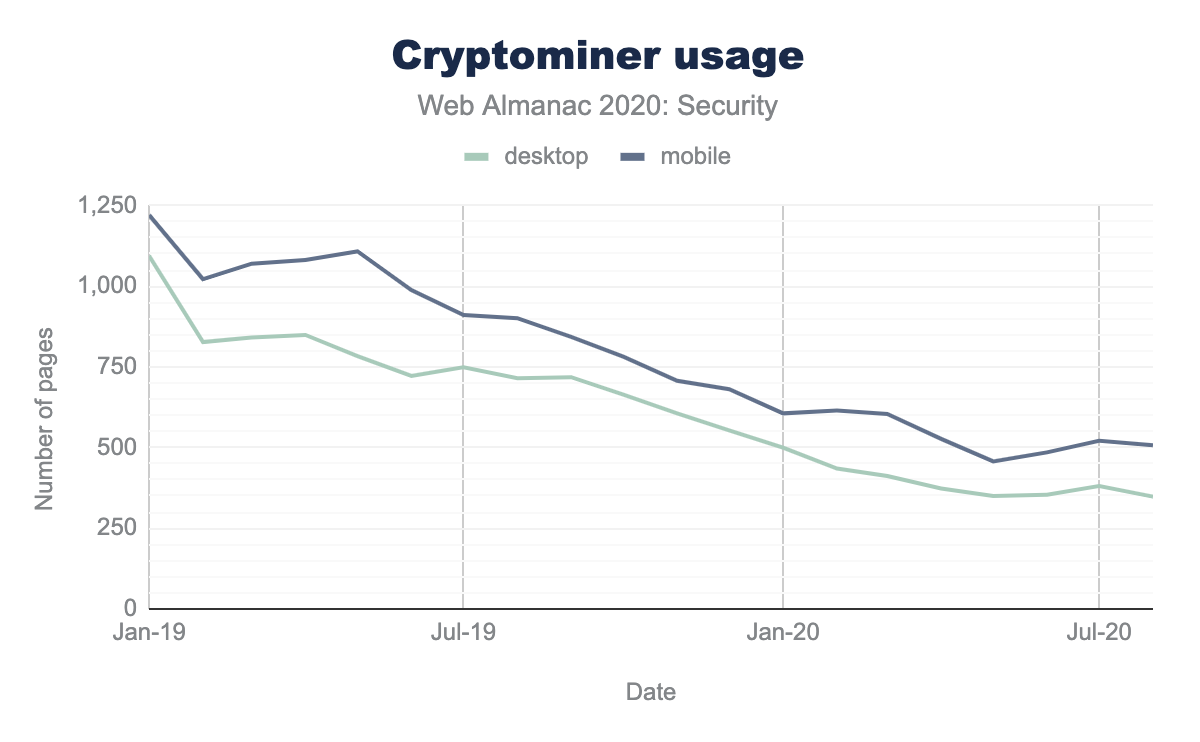 Cryptominer usage
Web Almanac 2020: Security
desktop mobile
1,250
1,000
750
500
250
0
Number of pages
Jan-19 Jul-19 Jan-20 Jul-20
Date